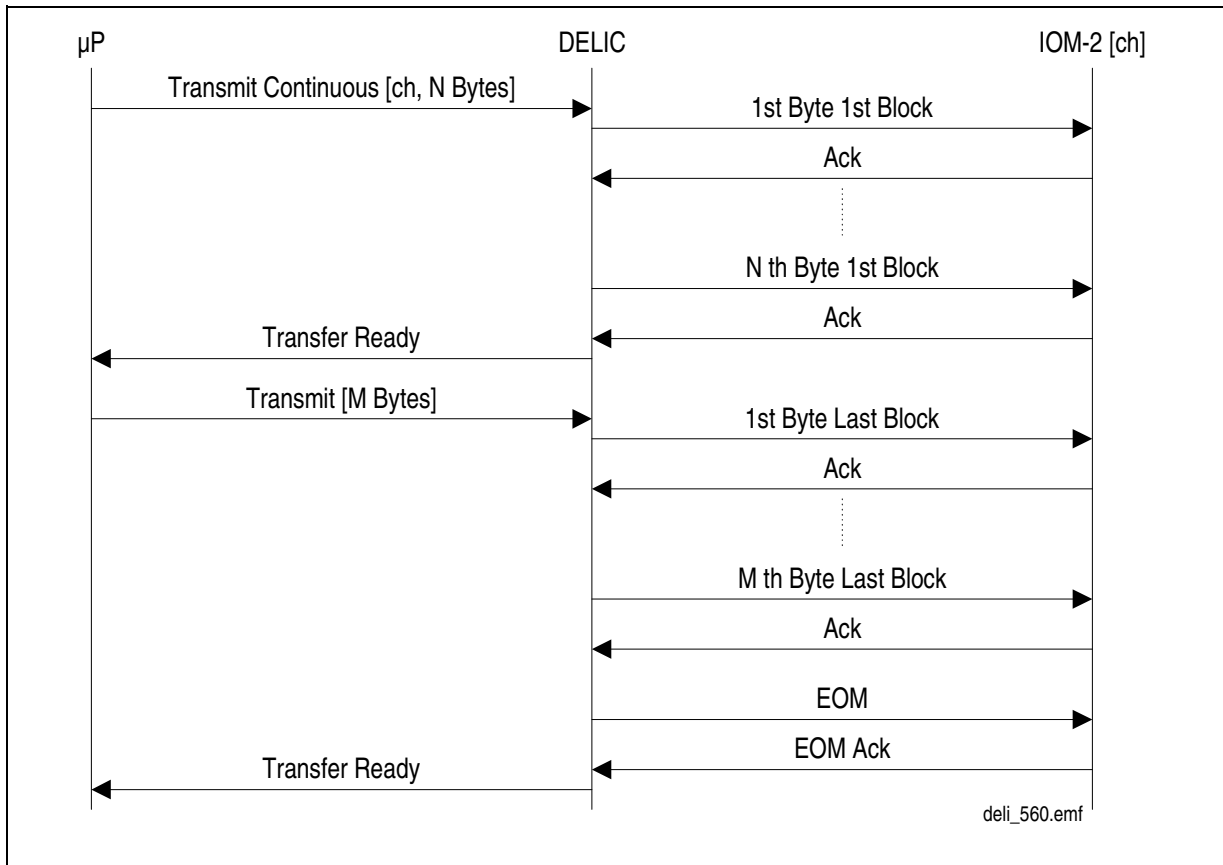 µP
DELIC
IOM-2 [ch]
Transmit Continuous [ch, N Bytes]
1st Byte 1st Block
Ack
N th Byte 1st Block
Ack
Transfer Ready
Transmit [M Bytes]
1st Byte Last Block
Ack
M th Byte Last Block
Ack
EOM
EOM Ack
Transfer Ready
deli_560.emf